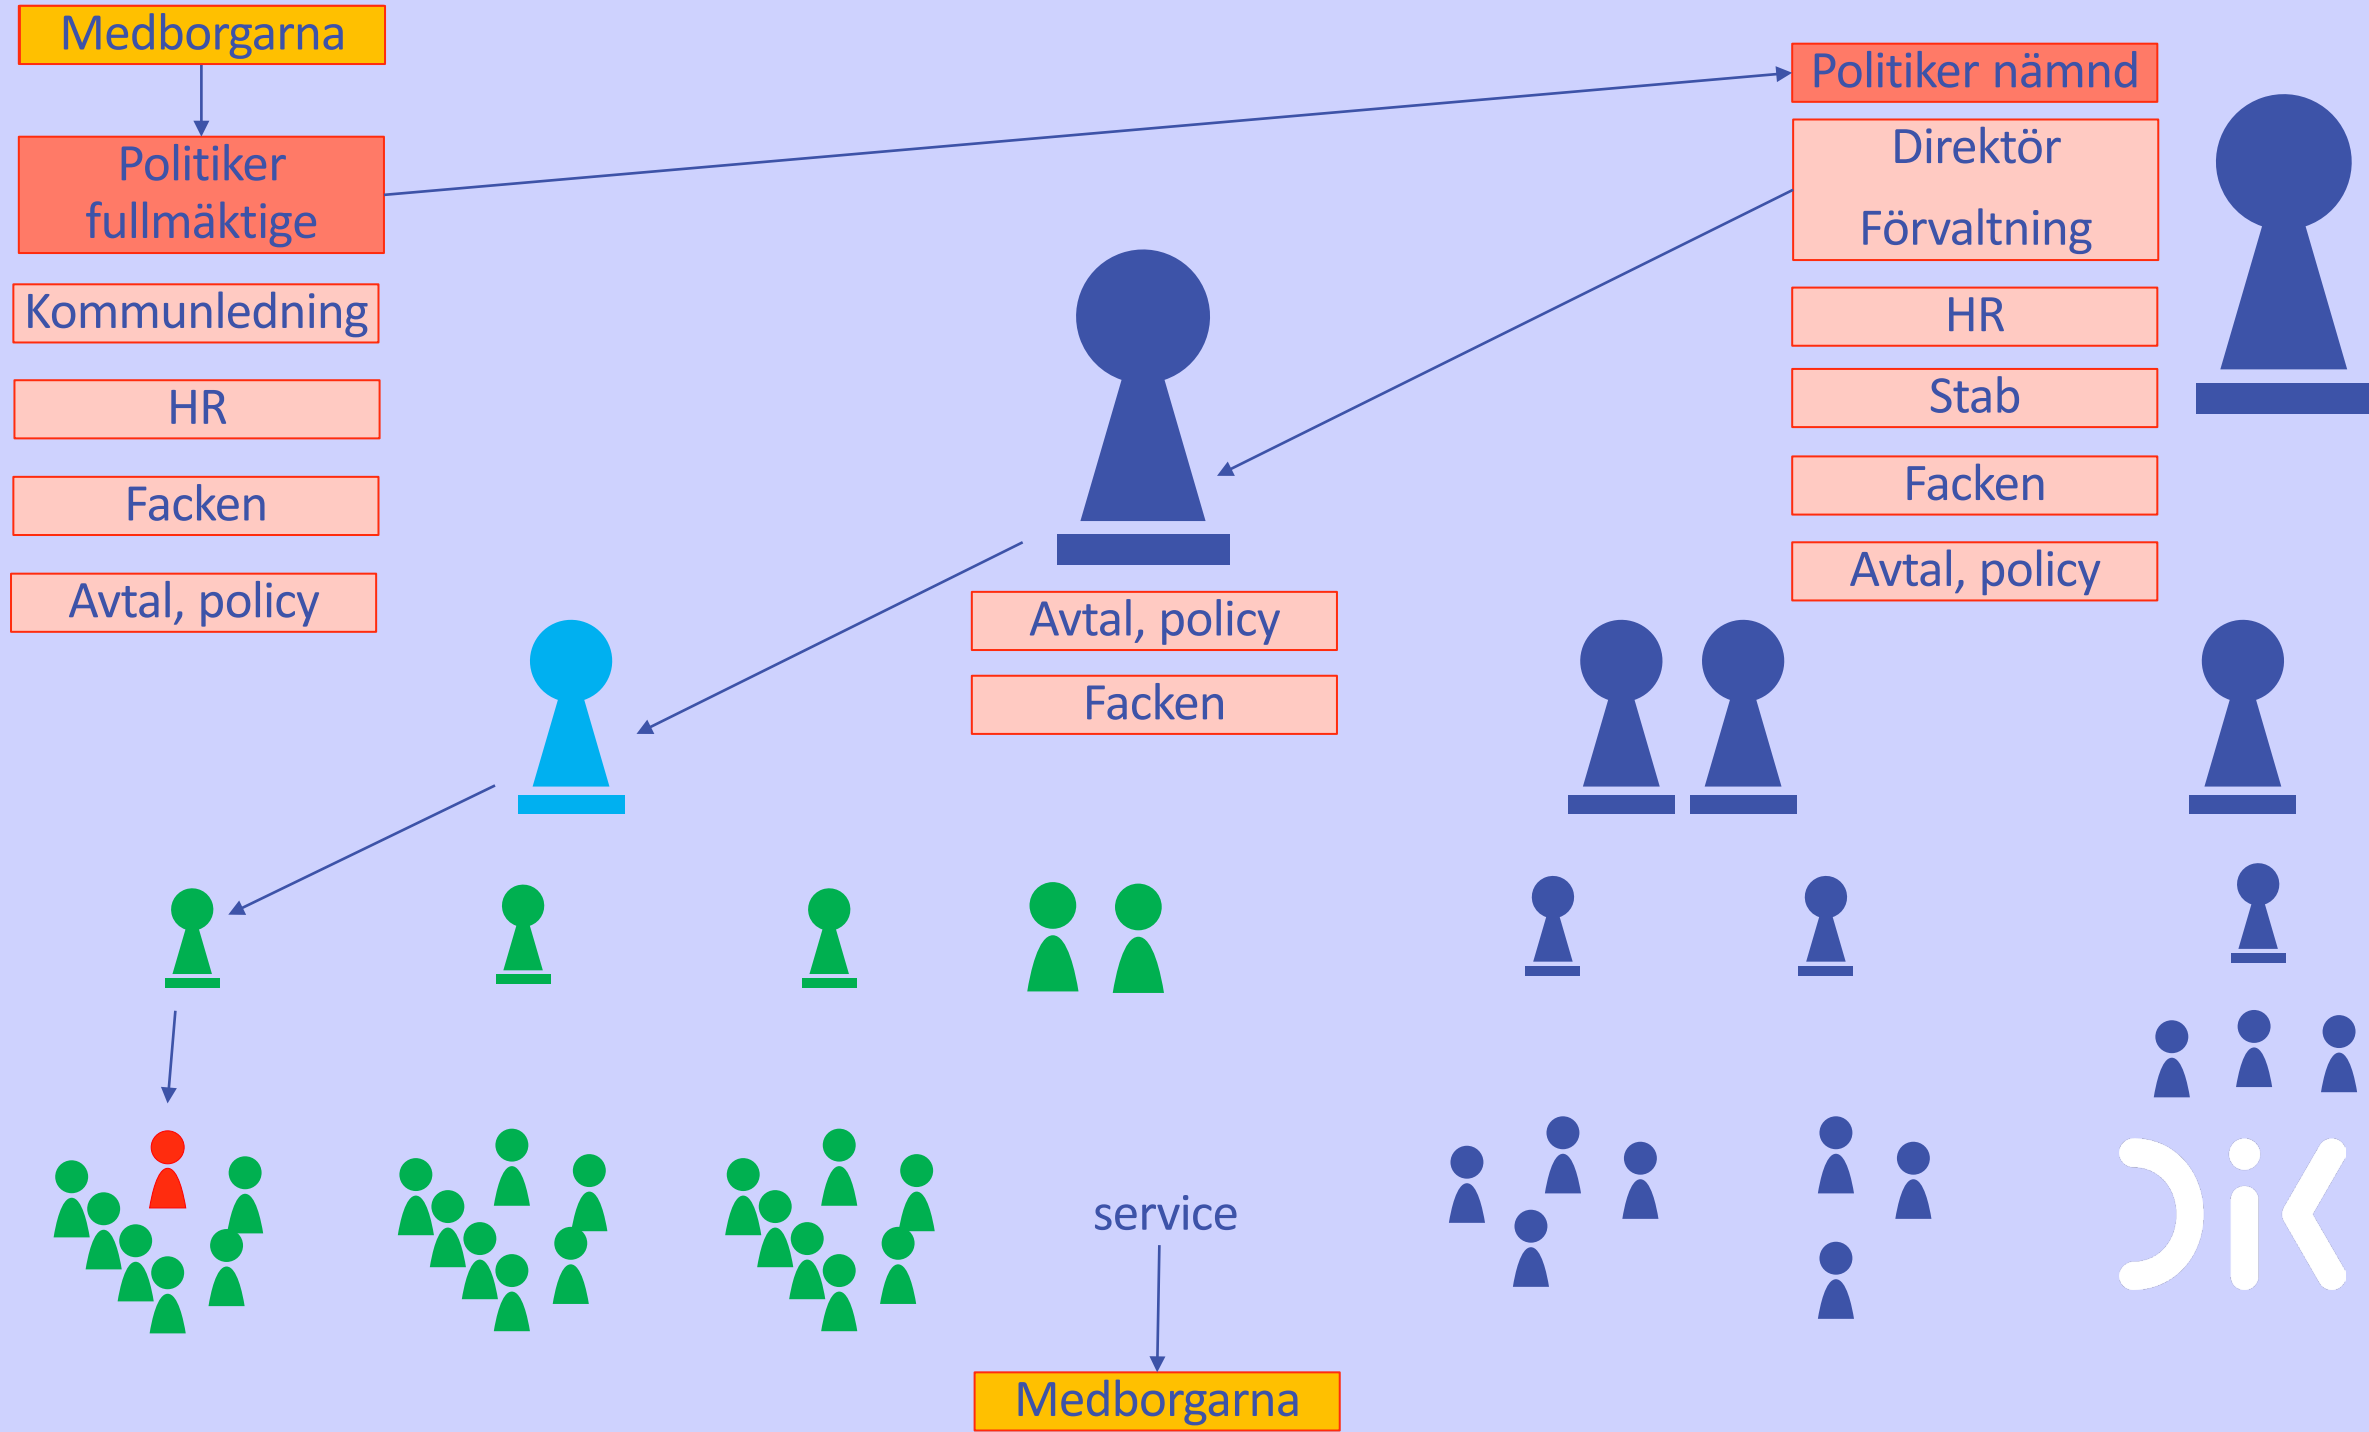 Medborgarna
Politiker
fullmäktige
Kommunledning
HR
Facken
Avtal, policy
Avtal, policy
Facken
Politiker nämnd
Direktör
Förvaltning
HR
Stab
Facken
Avtal, policy
service
Medborgarna
DiK